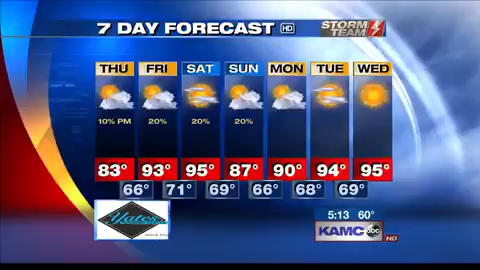 7 DAY FORECAST HD
STORM TEAM
THU FRI SAT SUN MON TUE WED
10% PM 20% 20% 20%
83° 93° 95° 87° 90° 94° 95°
66° 71° 69° 66° 68° 69°
Yates
5:13 60°
KAMC abc HD